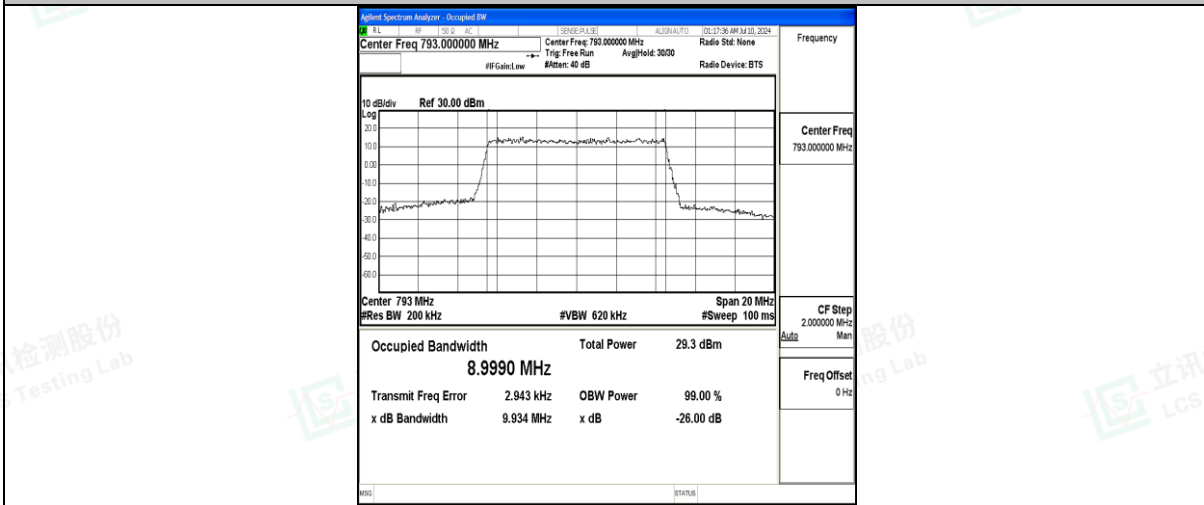 Agilent Spectrum Analyzer - Occupied BW
RL RF 50 Ω AC SENSE:PULSE ALIGN AUTO 01:17:36 AM Jul 10, 2024
Center Freq 793.000000 MHz
Center Freq: 793.000000 MHz Radio Std: None
Trig: Free Run Avg|Hold: 30/30
#IFGain:Low #Atten: 40 dB Radio Device: BTS
Frequency
10 dB/div Ref 30.00 dBm
Log
20.0
10.0
0.00
-10.0
-20.0
-30.0
-40.0
-50.0
-60.0
Center 793 MHz Span 20 MHz
#Res BW 200 kHz #VBW 620 kHz #Sweep 100 ms
Occupied Bandwidth Total Power 29.3 dBm
8.9990 MHz
Transmit Freq Error 2.943 kHz OBW Power 99.00 %
x dB Bandwidth 9.934 MHz x dB -26.00 dB
Center Freq
793.000000 MHz
CF Step
2.000000 MHz
Auto Man
Freq Offset
0 Hz
MSG STATUS
讯检测股份
Testing Lab
LCS
股份
ng Lab
立讯
LCS